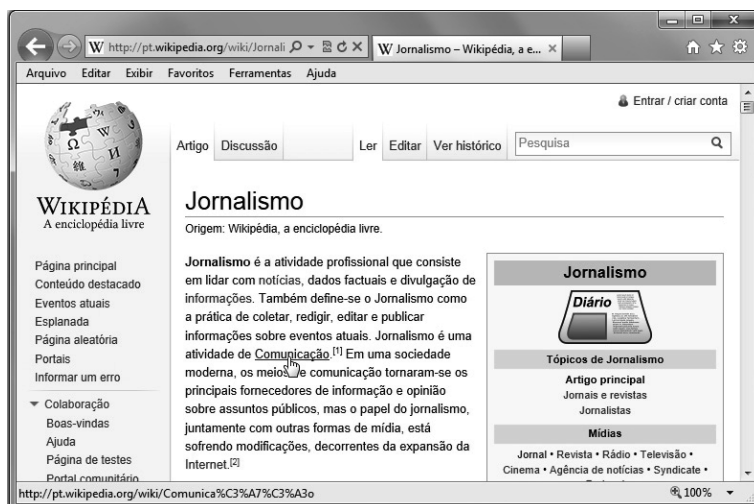 http://pt.wikipedia.org/wiki/Jornali
W Jornalismo – Wikipédia, a e...
Arquivo Editar Exibir Favoritos Ferramentas Ajuda
Entrar / criar conta
Artigo Discussão Ler Editar Ver histórico Pesquisa
WIKIPÉDIA
A enciclopédia livre
Página principal
Conteúdo destacado
Eventos atuais
Esplanada
Página aleatória
Portais
Informar um erro
Colaboração
Boas-vindas
Ajuda
Página de testes
Portal comunitário
Jornalismo
Origem: Wikipédia, a enciclopédia livre.
Jornalismo é a atividade profissional que consiste
em lidar com notícias, dados factuais e divulgação de
informações. Também define-se o Jornalismo como
a prática de coletar, redigir, editar e publicar
informações sobre eventos atuais. Jornalismo é uma
atividade de Comunicação.[1] Em uma sociedade
moderna, os meios de comunicação tornaram-se os
principais fornecedores de informação e opinião
sobre assuntos públicos, mas o papel do jornalismo,
juntamente com outras formas de mídia, está
sofrendo modificações, decorrentes da expansão da
Internet.[2]
Jornalismo
Diário
Tópicos de Jornalismo
Artigo principal
Jornais e revistas
Jornalistas
Mídias
Jornal • Revista • Rádio • Televisão •
Cinema • Agência de notícias • Syndicate •
http://pt.wikipedia.org/wiki/Comunica%C3%A7%C3%A3o
100%